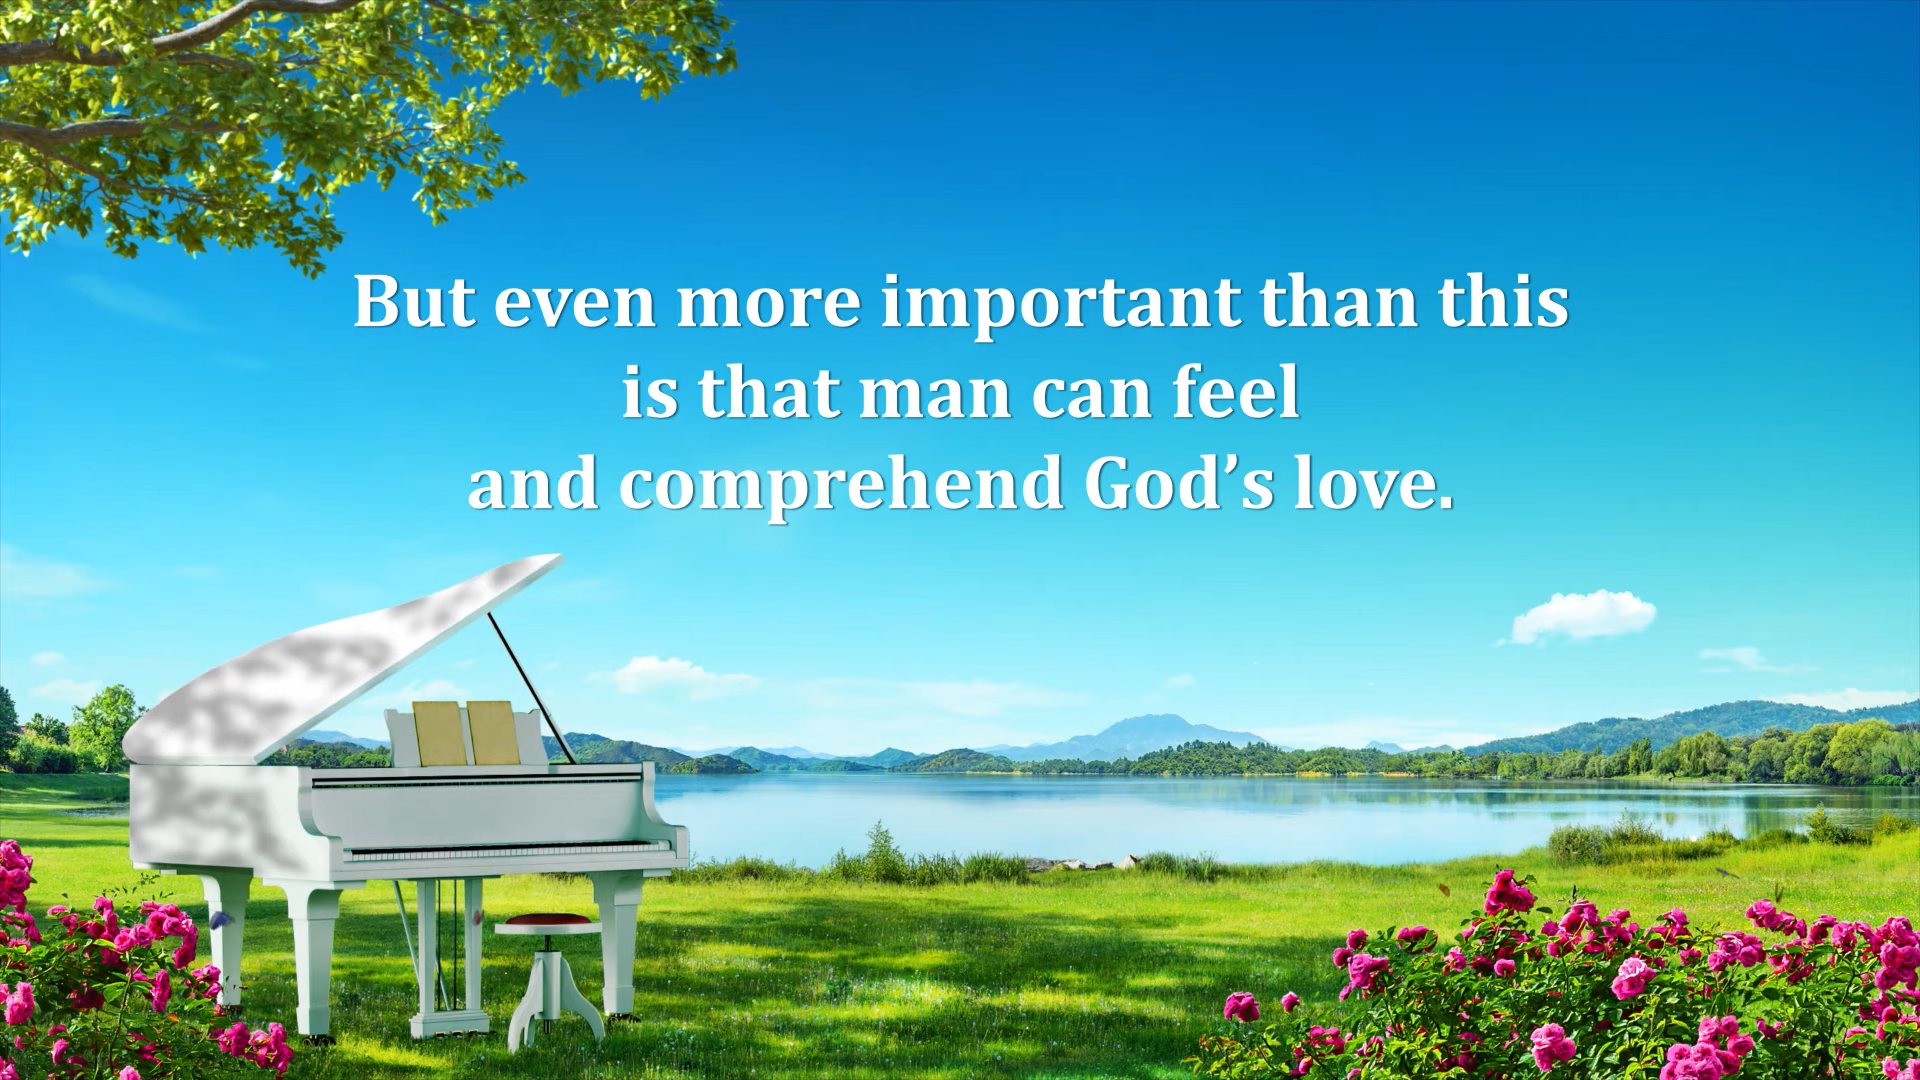 But even more important than this
is that man can feel
and comprehend God’s love.